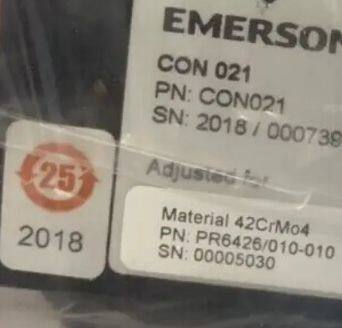 EMERSON
CON 021
PN: CON021
SN: 2018 / 000739
Adjusted for
25
2018
Material 42CrMo4
PN: PR6426/010-010
SN: 00005030